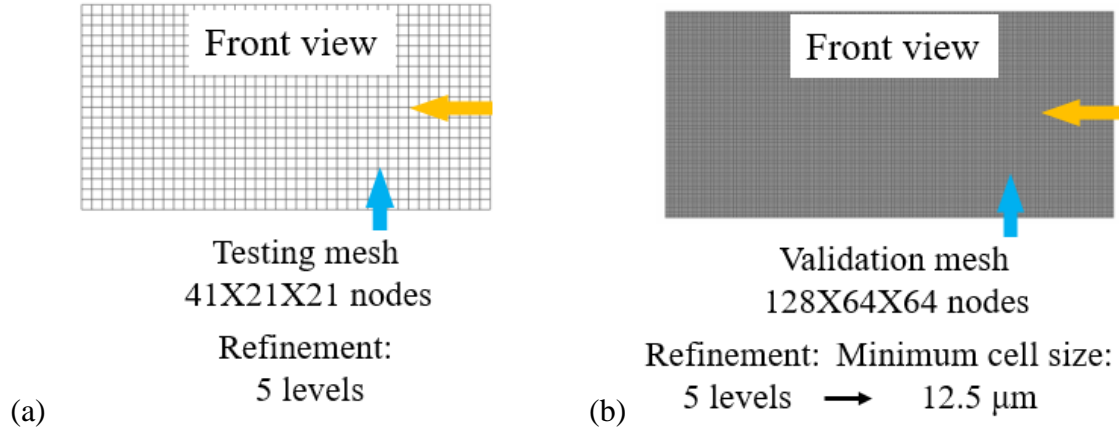 Front view
Testing mesh
41X21X21 nodes
Refinement:
5 levels
(a)
Front view
Validation mesh
128X64X64 nodes
Refinement: Minimum cell size:
5 levels → 12.5 μm
(b)